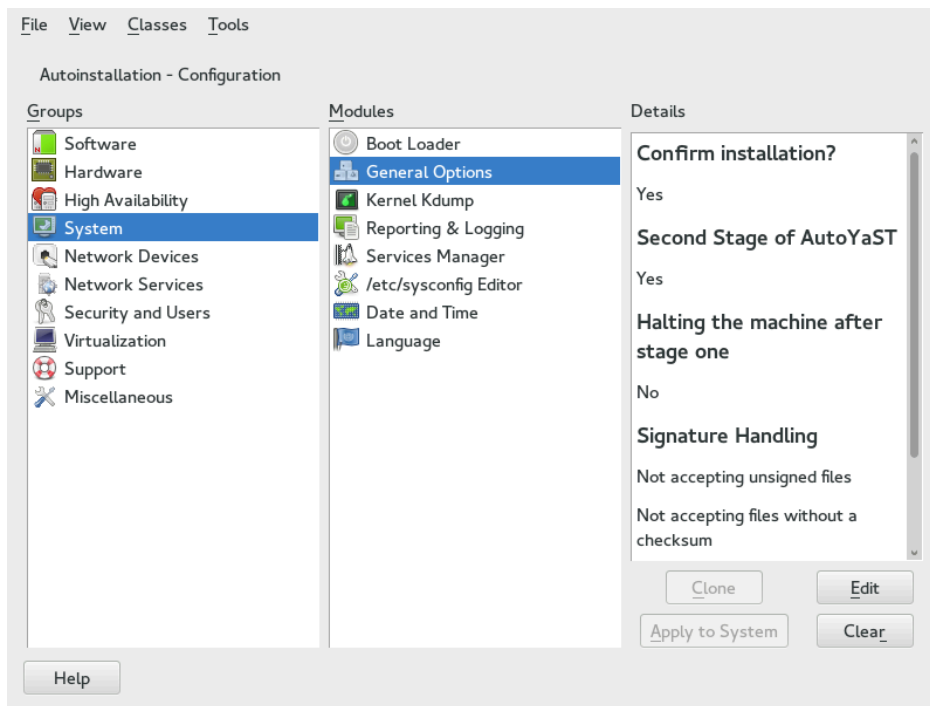 File View Classes Tools
Autoinstallation - Configuration
Groups
Software
Hardware
High Availability
System
Network Devices
Network Services
Security and Users
Virtualization
Support
Miscellaneous
Modules
Boot Loader
General Options
Kernel Kdump
Reporting & Logging
Services Manager
/etc/sysconfig Editor
Date and Time
Language
Details
Confirm installation?
Yes
Second Stage of AutoYaST
Yes
Halting the machine after
stage one
No
Signature Handling
Not accepting unsigned files
Not accepting files without a
checksum
Clone
Edit
Apply to System
Clear
Help